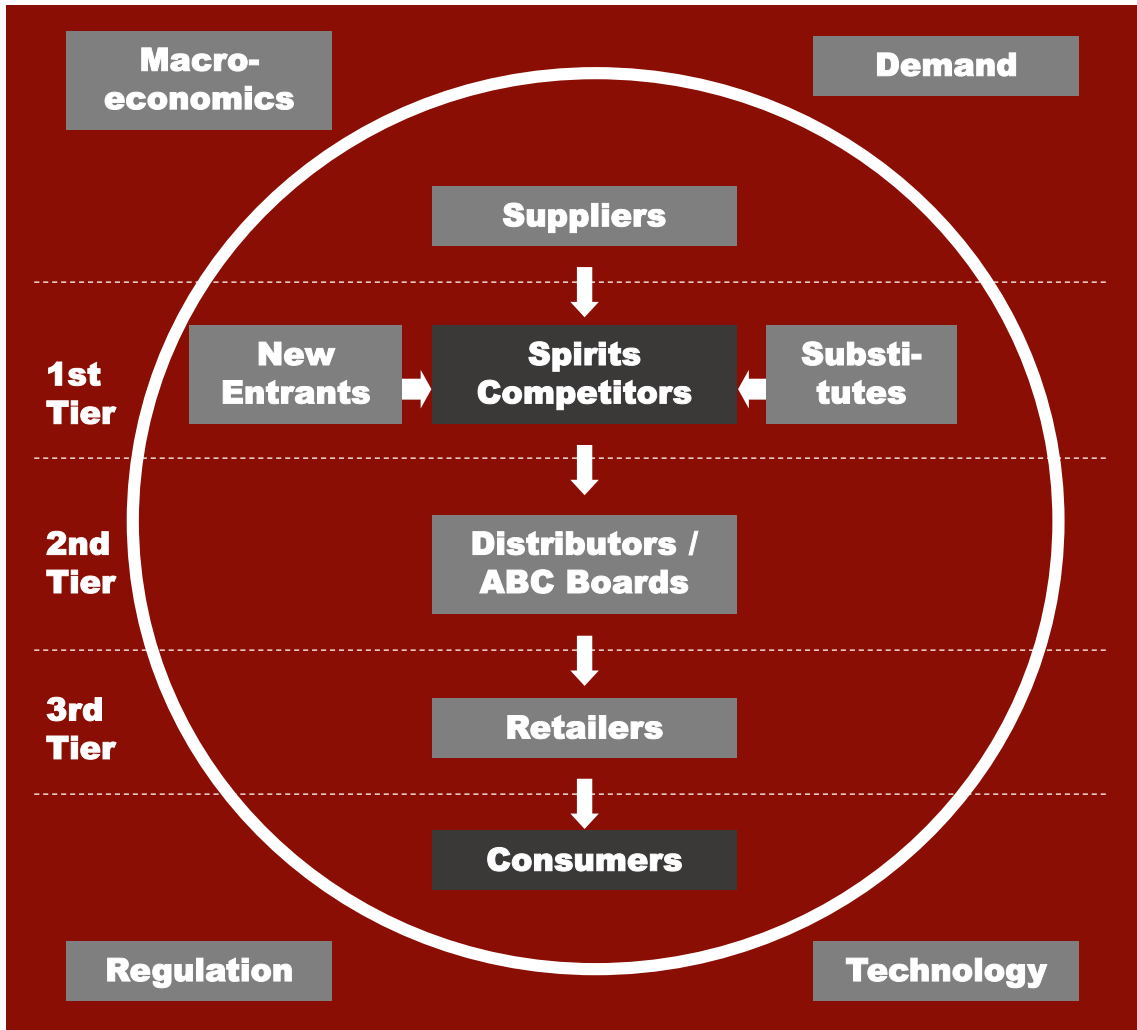 Macro-
economics
Demand
Suppliers
1st
Tier
New
Entrants
Spirits
Competitors
Substi-
tutes
2nd
Tier
Distributors /
ABC Boards
3rd
Tier
Retailers
Consumers
Regulation
Technology